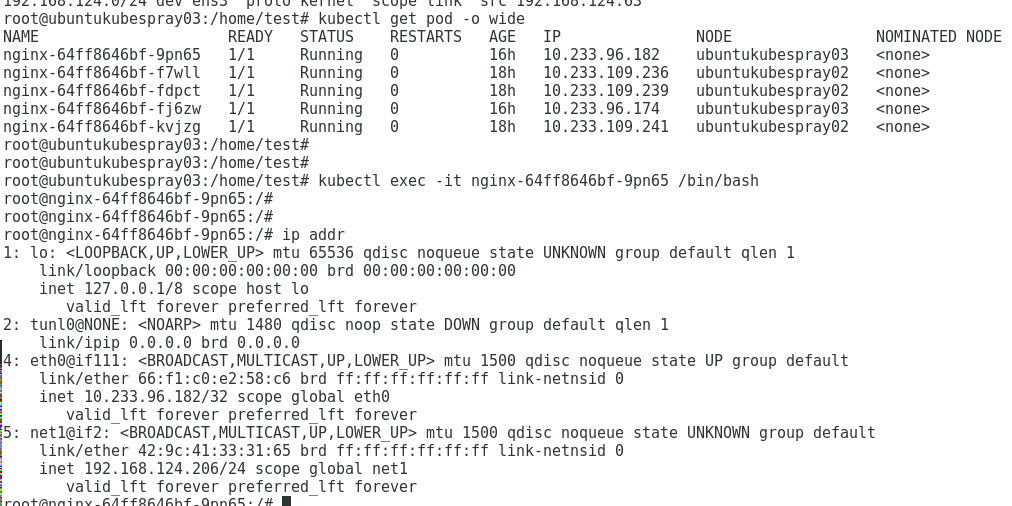 192.168.124.0/24 dev ens3 proto kernel scope link src 192.168.124.63
root@ubuntukubespray03:/home/test# kubectl get pod -o wide
NAME READY STATUS RESTARTS AGE IP NODE NOMINATED NODE
nginx-64ff8646bf-9pn65 1/1 Running 0 16h 10.233.96.182 ubuntukubespray03 <none>
nginx-64ff8646bf-f7wll 1/1 Running 0 18h 10.233.109.236 ubuntukubespray02 <none>
nginx-64ff8646bf-fdpct 1/1 Running 0 18h 10.233.109.239 ubuntukubespray02 <none>
nginx-64ff8646bf-fj6zw 1/1 Running 0 16h 10.233.96.174 ubuntukubespray03 <none>
nginx-64ff8646bf-kvjzg 1/1 Running 0 18h 10.233.109.241 ubuntukubespray02 <none>
root@ubuntukubespray03:/home/test#
root@ubuntukubespray03:/home/test#
root@ubuntukubespray03:/home/test# kubectl exec -it nginx-64ff8646bf-9pn65 /bin/bash
root@nginx-64ff8646bf-9pn65:/#
root@nginx-64ff8646bf-9pn65:/#
root@nginx-64ff8646bf-9pn65:/# ip addr
1: lo: <LOOPBACK,UP,LOWER_UP> mtu 65536 qdisc noqueue state UNKNOWN group default qlen 1
link/loopback 00:00:00:00:00:00 brd 00:00:00:00:00:00
inet 127.0.0.1/8 scope host lo
valid_lft forever preferred_lft forever
2: tunl0@NONE: <NOARP> mtu 1480 qdisc noop state DOWN group default qlen 1
link/ipip 0.0.0.0 brd 0.0.0.0
4: eth0@if111: <BROADCAST,MULTICAST,UP,LOWER_UP> mtu 1500 qdisc noqueue state UP group default
link/ether 66:f1:c0:e2:58:c6 brd ff:ff:ff:ff:ff:ff link-netnsid 0
inet 10.233.96.182/32 scope global eth0
valid_lft forever preferred_lft forever
5: net1@if2: <BROADCAST,MULTICAST,UP,LOWER_UP> mtu 1500 qdisc noqueue state UNKNOWN group default
link/ether 42:9c:41:33:31:65 brd ff:ff:ff:ff:ff:ff link-netnsid 0
inet 192.168.124.206/24 scope global net1
valid_lft forever preferred_lft forever
root@nginx-64ff8646bf-9pn65:/#